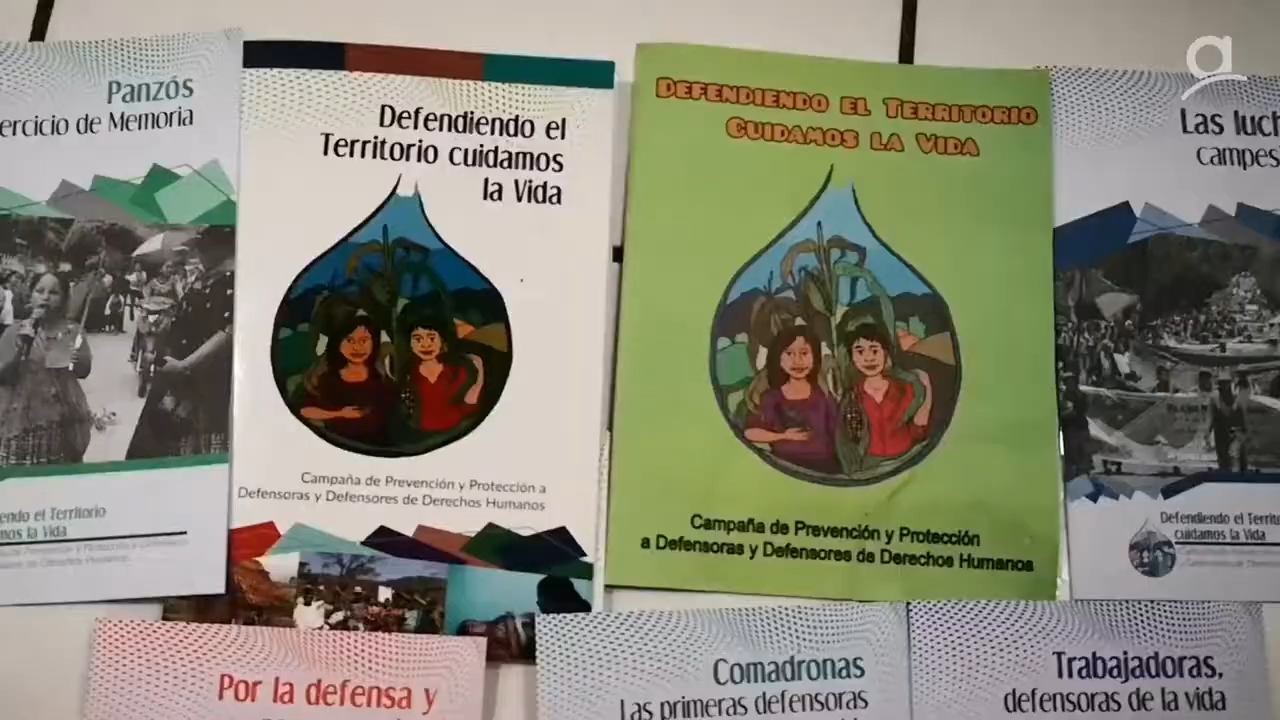 Panzós
ercicio de Memoria
endo el Territorio
mos la Vida
Defendiendo el
Territorio cuidamos
la Vida
Campaña de Prevención y Protección a
Defensoras y Defensores de Derechos Humanos
DEFENDIENDO EL TERRITORIO
CUIDAMOS LA VIDA
Campaña de Prevención y Protección
a Defensoras y Defensores de Derechos Humanos
a
Las luch
campes
Defendiendo el Territ
cuidamos la Vida
Por la defensa y
Comadronas
Las primeras defensoras
Trabajadoras,
defensoras de la vida